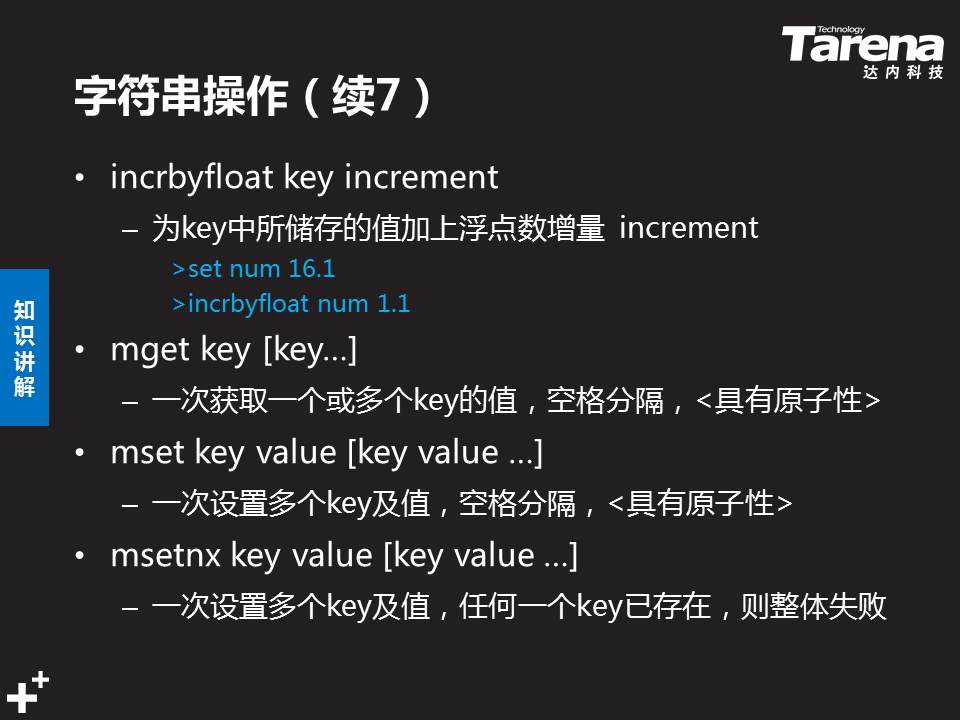 Technology
Tarena
达内科技
字符串操作（续7）
• incrbyfloat key increment
– 为key中所储存的值加上浮点数增量 increment
>set num 16.1
>incrbyfloat num 1.1
• mget key [key…]
– 一次获取一个或多个key的值，空格分隔，<具有原子性>
• mset key value [key value …]
– 一次设置多个key及值，空格分隔，<具有原子性>
• msetnx key value [key value …]
– 一次设置多个key及值，任何一个key已存在，则整体失败
知
识
讲
解